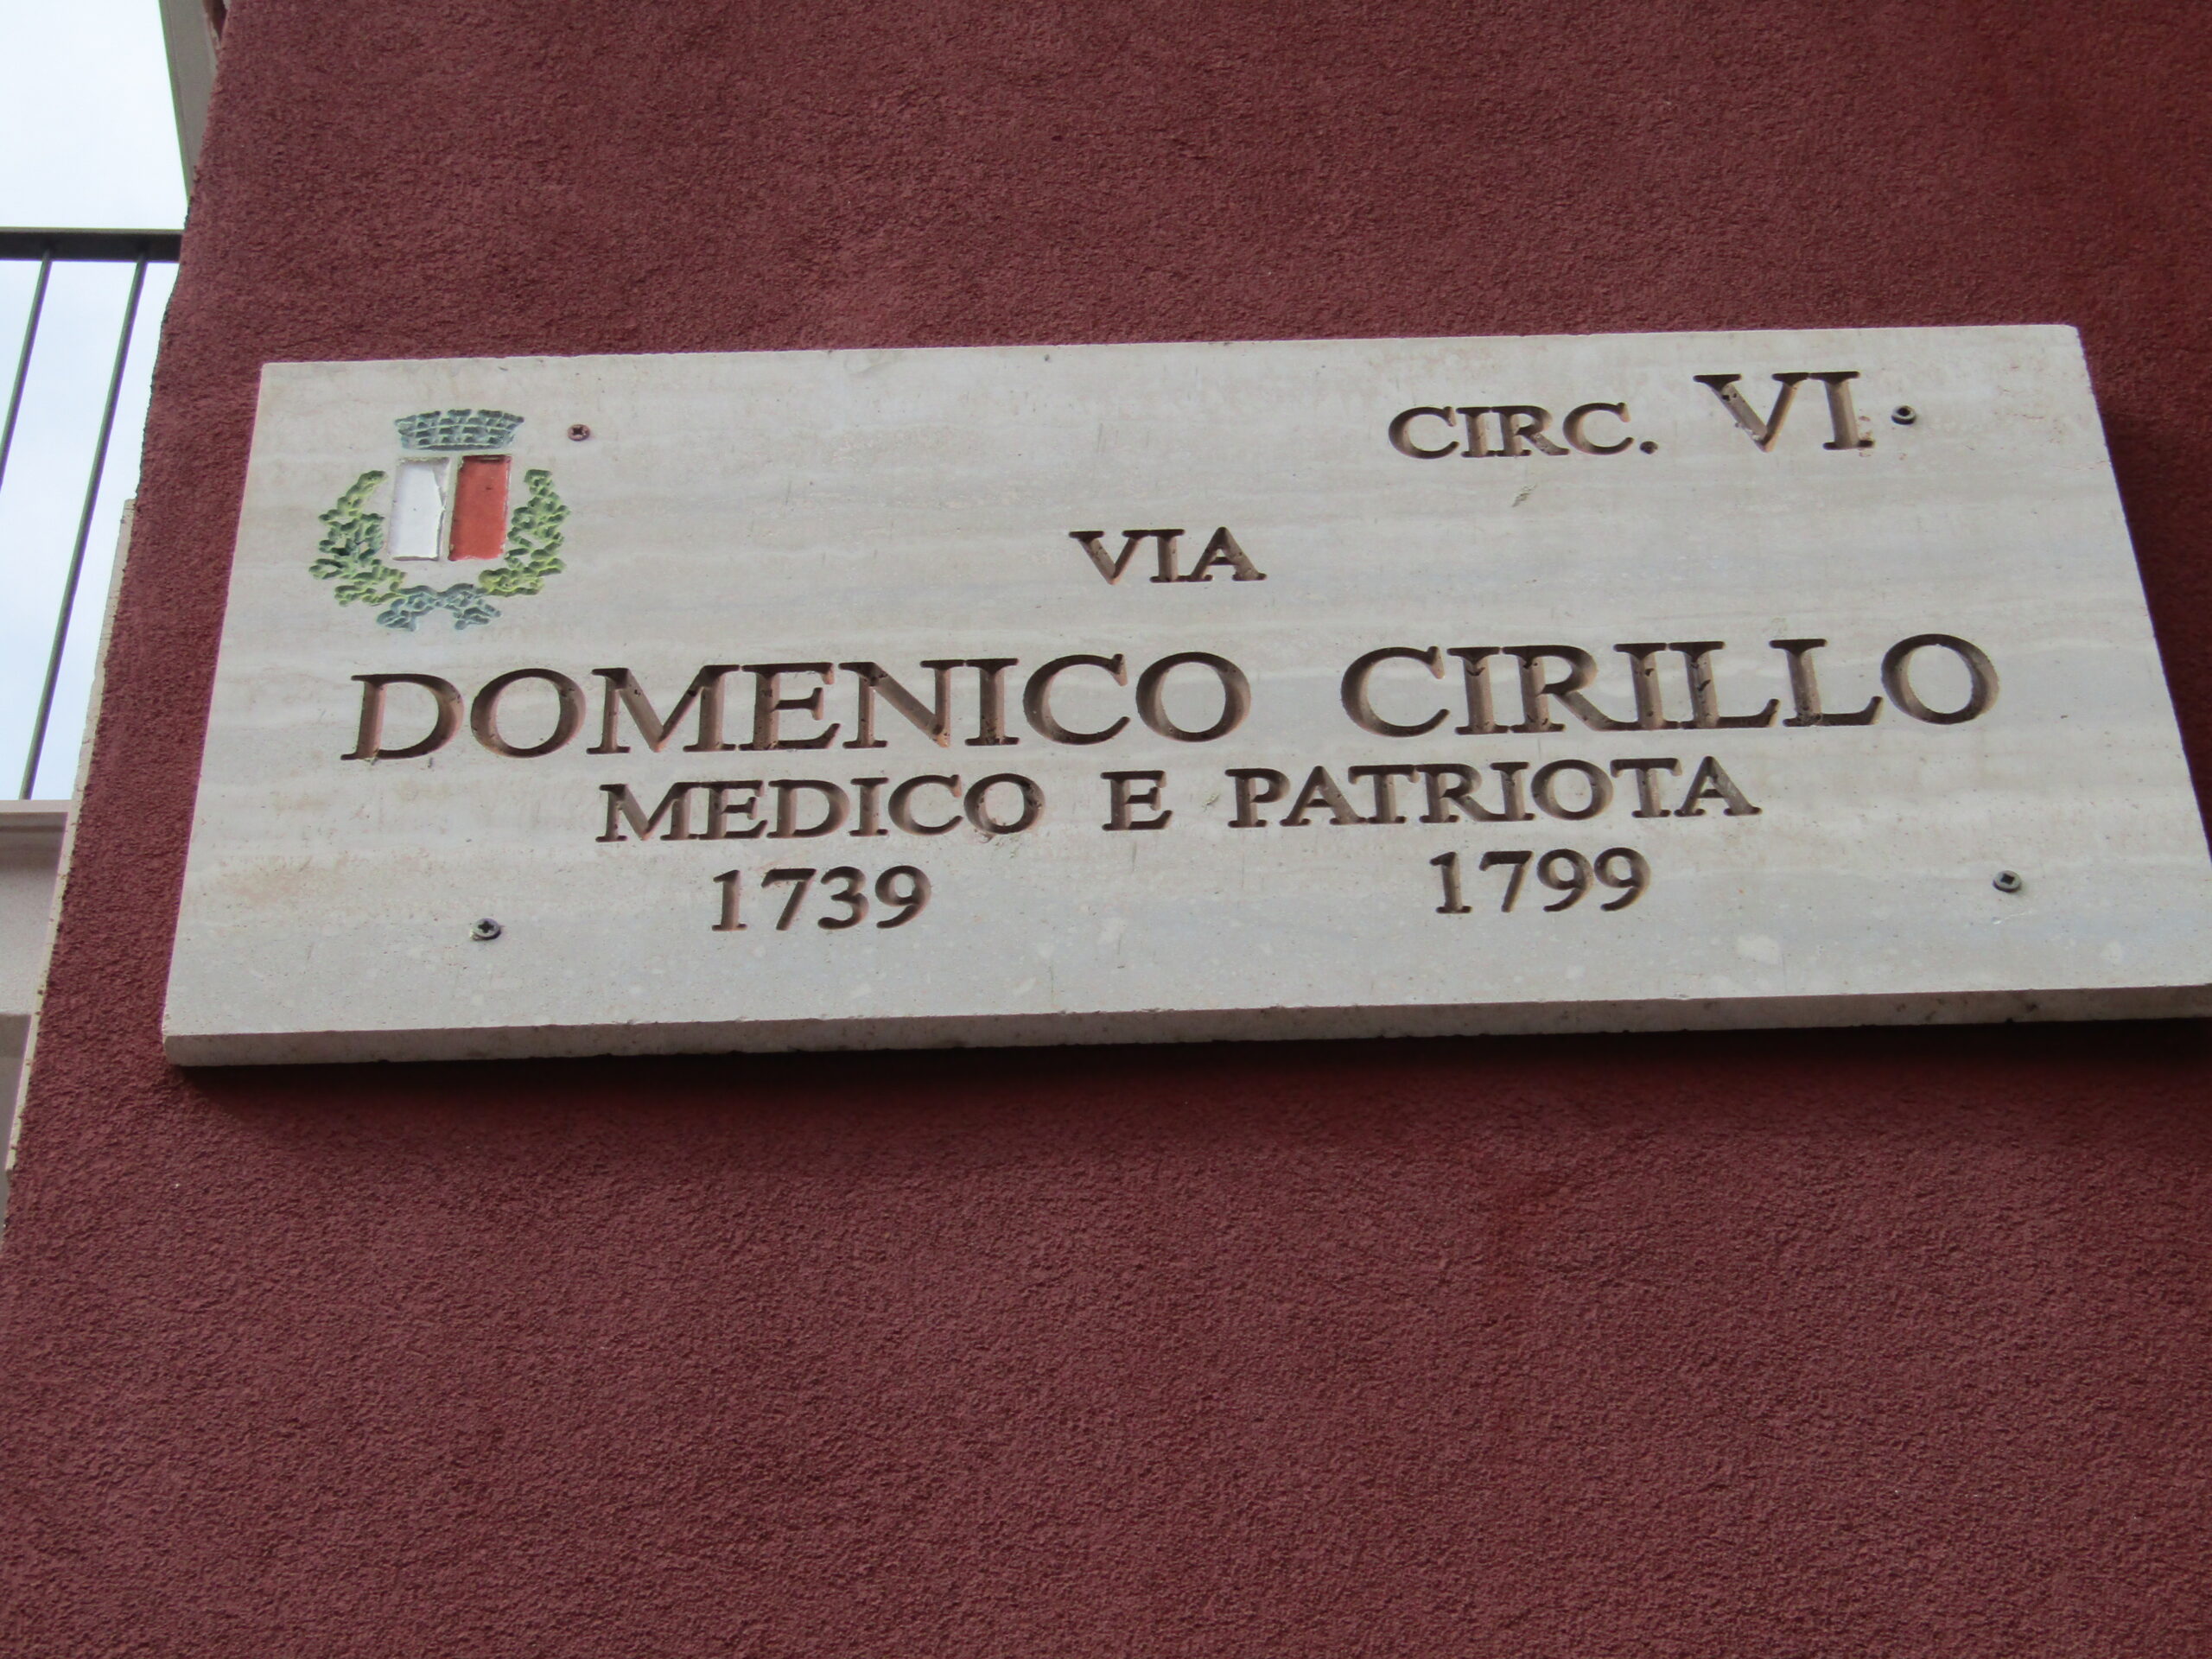 CIRC. VI
VIA
DOMENICO CIRILLO
MEDICO E PATRIOTA
1739 1799